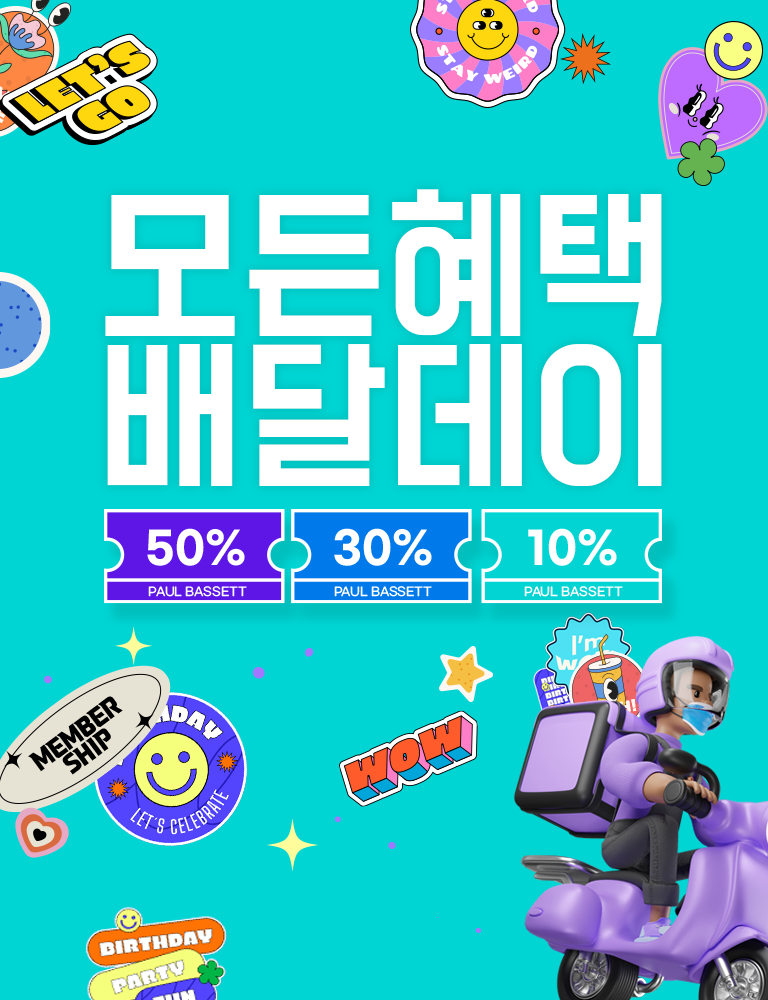 LET'S
GO
STAY WEIRD
모든혜택
배달데이
50%
30%
10%
PAUL BASSETT
PAUL BASSETT
PAUL BASSETT
I'm
MEMBER
SHIP
LET'S CELEBRATE
WOW
BIRTHDAY
PARTY
FUN